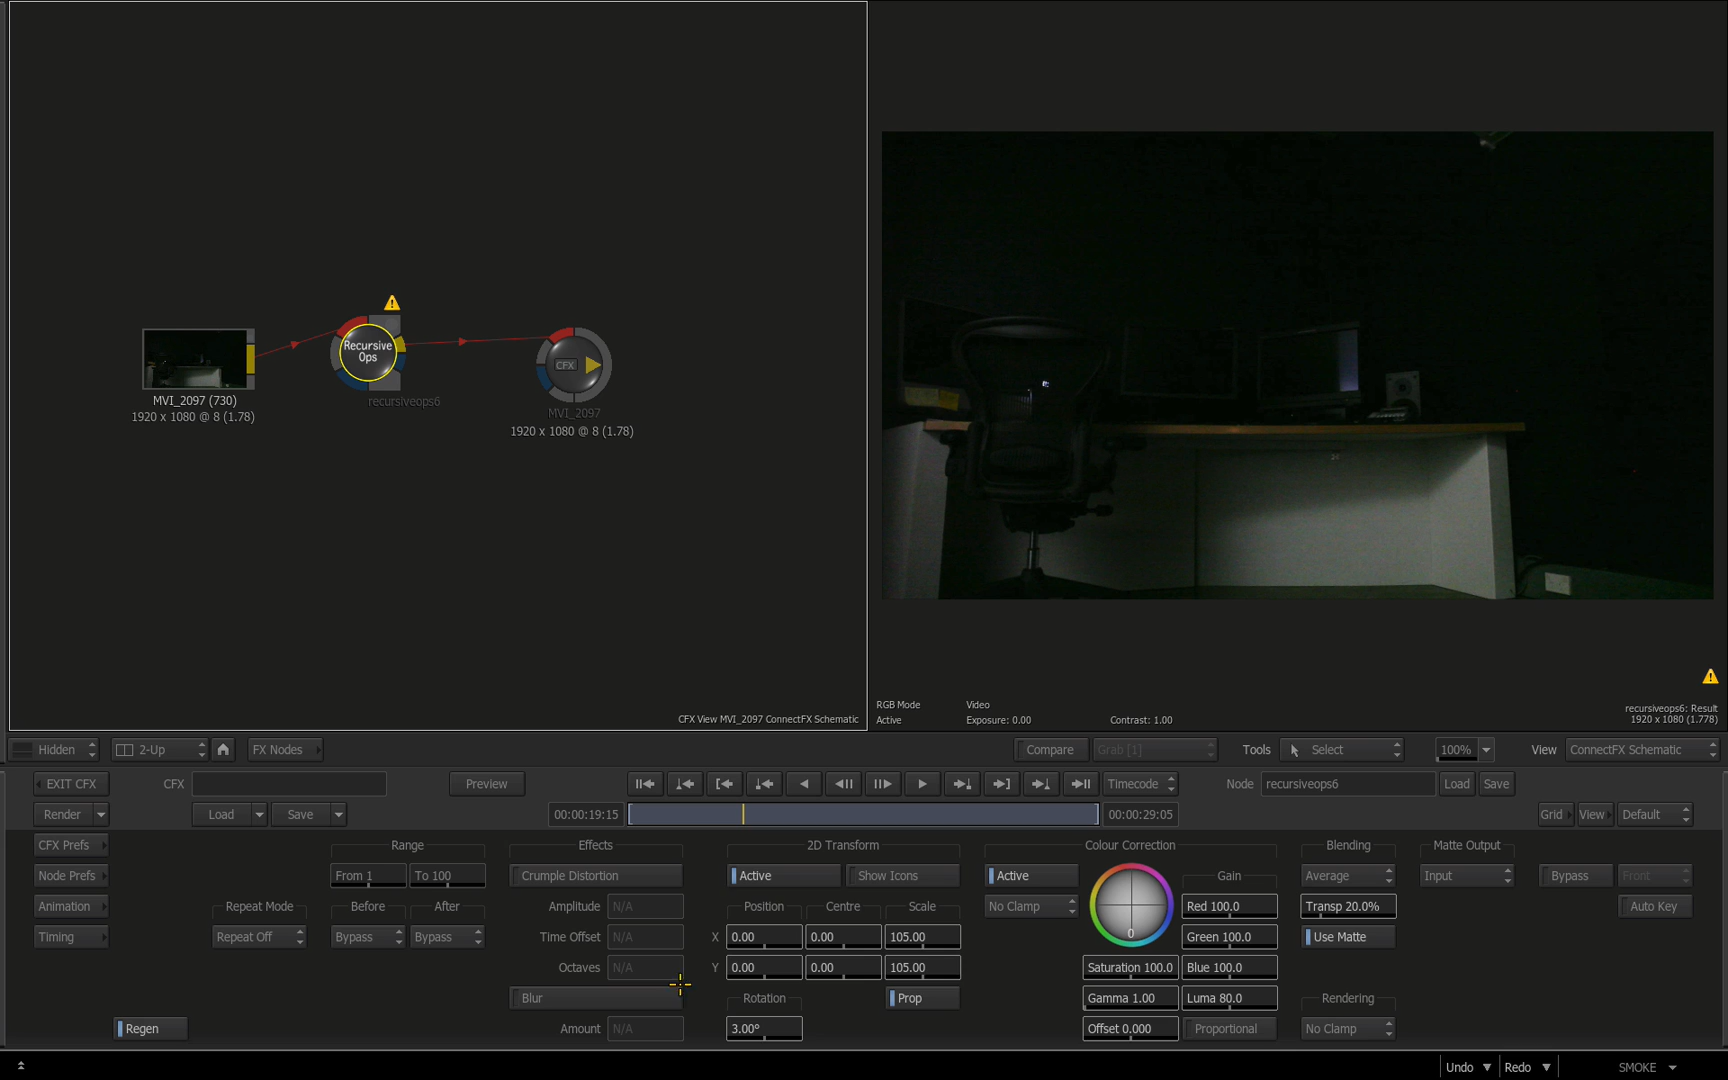 Recursive
Ops
CFX
MVI_2097 (730)
1920 x 1080 @ 8 (1.78)
recursiveops6
MVI_2097
1920 x 1080 @ 8 (1.78)
CFX View MVI_2097 ConnectFX Schematic
RGB Mode
Video
Active
Exposure: 0.00
Contrast: 1.00
recursiveops6: Result
1920 x 1080 (1.778)
Hidden
2-Up
FX Nodes
Compare
Grab [1]
Tools
Select
100%
View
ConnectFX Schematic
EXIT CFX
CFX
Preview
Timecode
Node
recursiveops6
Load
Save
Render
Load
Save
00:00:19:15
00:00:29:05
Grid
View
Default
CFX Prefs
Range
Effects
2D Transform
Colour Correction
Blending
Matte Output
Node Prefs
From 1
To 100
Crumple Distortion
Active
Show Icons
Active
Gain
Average
Input
Bypass
Front
Animation
Repeat Mode
Before
After
Amplitude
N/A
Position
Centre
Scale
No Clamp
Red 100.0
Transp 20.0%
Auto Key
Timing
Repeat Off
Bypass
Bypass
Time Offset
N/A
X
0.00
0.00
105.00
0
Green 100.0
Use Matte
Octaves
N/A
Y
0.00
0.00
105.00
Saturation 100.0
Blue 100.0
Blur
Rotation
Prop
Gamma 1.00
Luma 80.0
Rendering
Regen
Amount
N/A
3.00°
Offset 0.000
Proportional
No Clamp
Undo
Redo
SMOKE